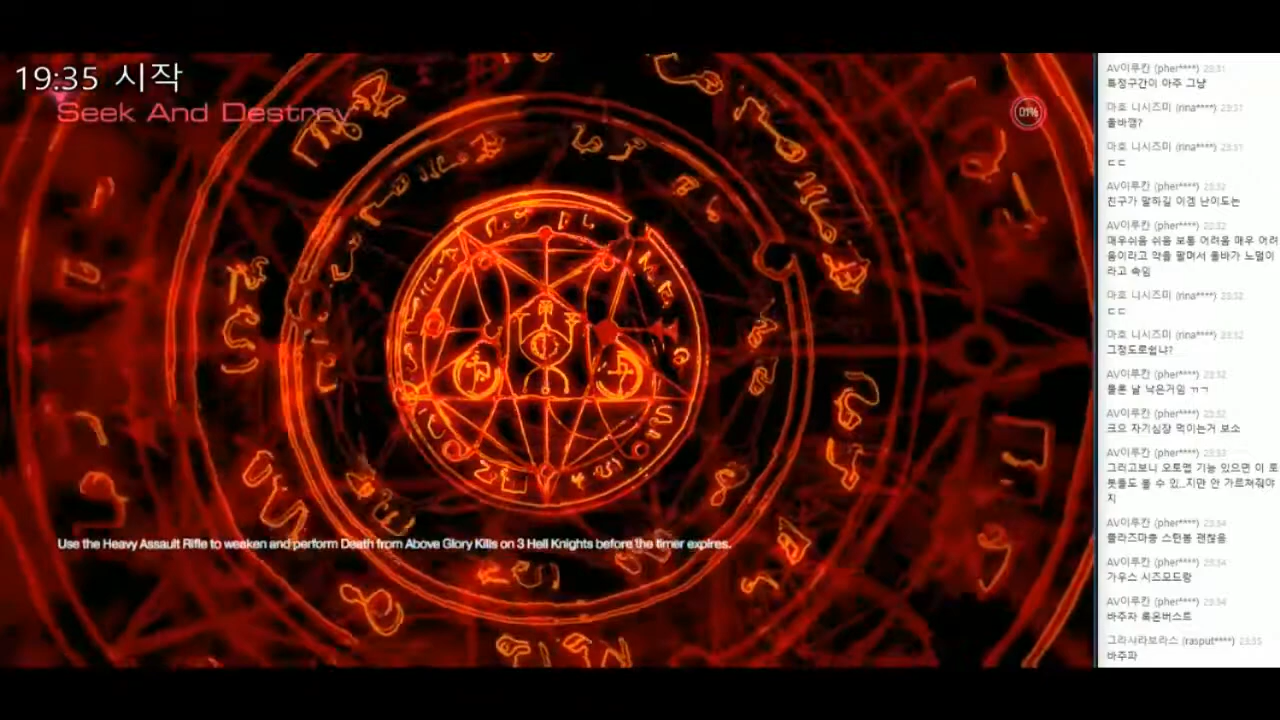 19:35 시작
Seek And Destroy
01%
Use the Heavy Assault Rifle to weaken and perform Death from Above Glory Kills on 3 Hell Knights before the timer expires.
AV이루칸 (pher****) 23:31
특정구간이 아주 그냥
마호 니시즈미 (rina****) 23:31
올바껨?
마호 니시즈미 (rina****) 23:31
ㄷㄷ
AV이루칸 (pher****) 23:32
친구가 말하길 이겜 난이도는
AV이루칸 (pher****) 23:32
매우쉬움 쉬움 보통 어려움 매우 어려
움이라고 약을 팔며서 울바가 노멀이
라고 속임
마호 니시즈미 (rina****) 23:32
ㄷㄷ
마호 니시즈미 (rina****) 23:32
그정도로쉽냐?
AV이루칸 (pher****) 23:32
물론 날 낚은거임 ㄲㄱ
AV이루칸 (pher****) 23:32
크으 자기심장 먹이는거 보소
AV이루칸 (pher****) 23:33
그러고보니 오토맵 기능 있으면 이 로
봇들도 볼 수 있...지만 안 가르쳐줘야
지
AV이루칸 (pher****) 23:34
플라즈마총 스턴봄 괜찮음
AV이루칸 (pher****) 23:34
가우스 시즈모드랑
AV이루칸 (pher****) 23:34
바주자 록온버스트
그라샤라보라스 (rasput****) 23:35
바주파